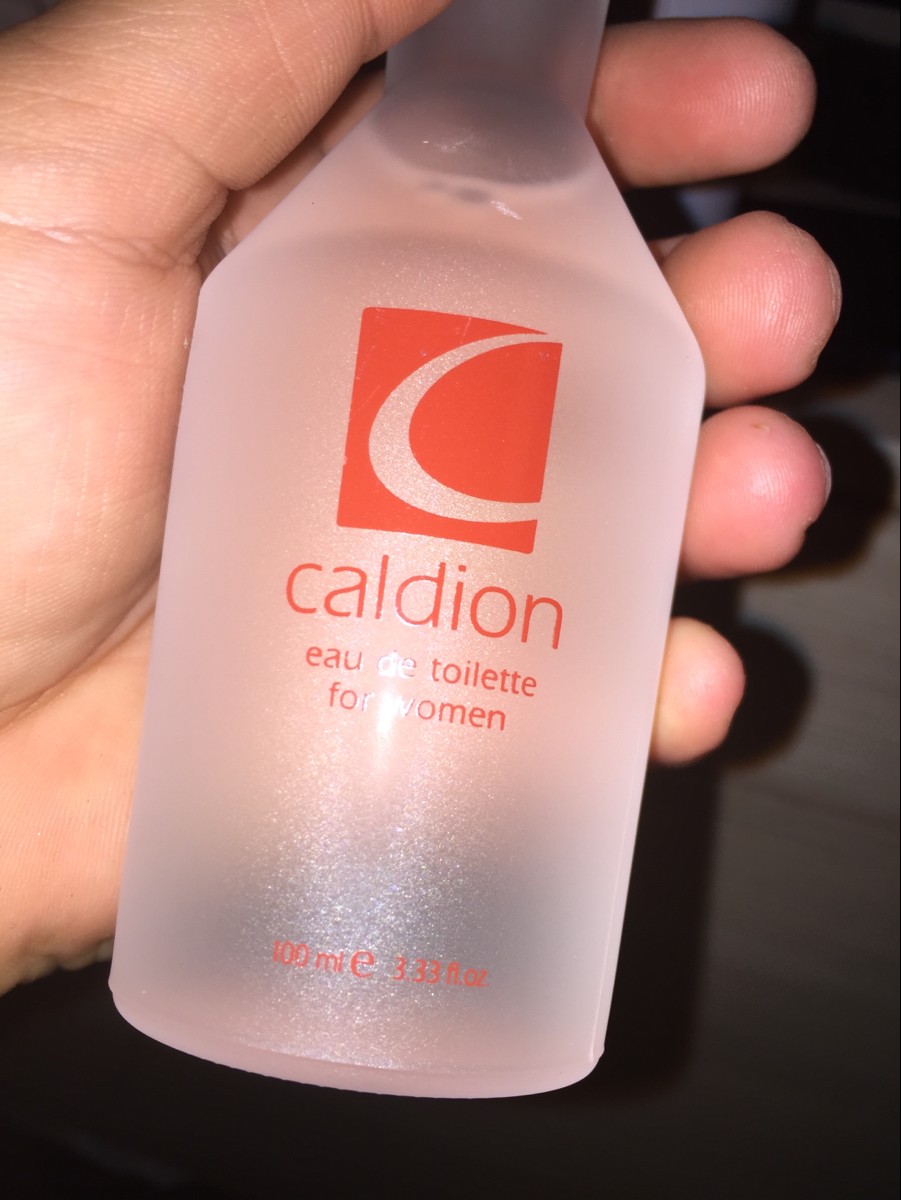 caldion
eau de toilette
for women
100 ml e 3.33 fl.oz